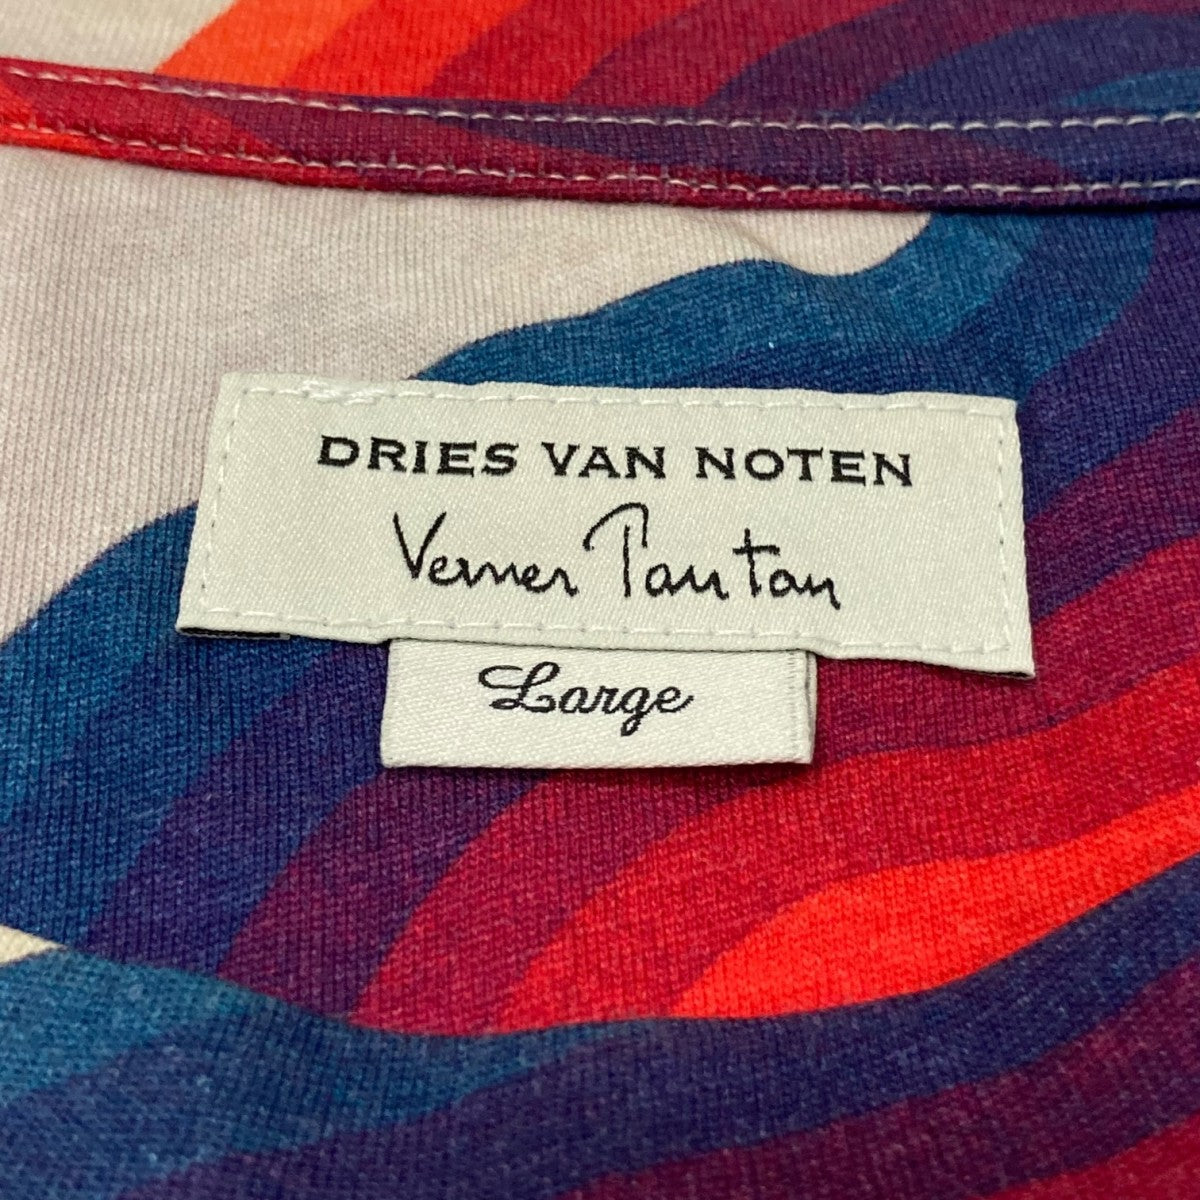 DRIES VAN NOTEN
Verner Panton
Large